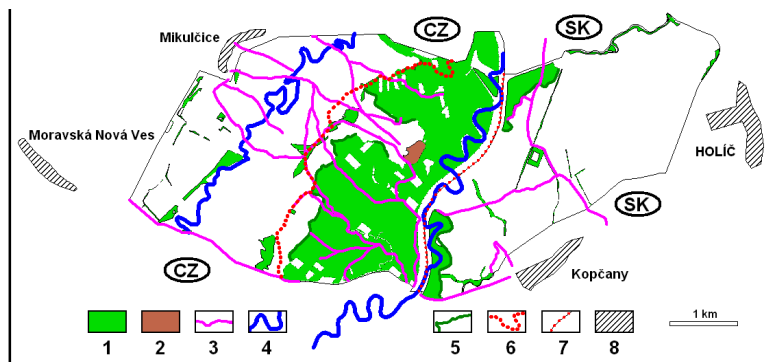 CZ
SK
Mikulčice
Moravská Nová Ves
HOLÍČ
SK
CZ
Kopčany
1 km
1 2 3 4 5 6 7 8